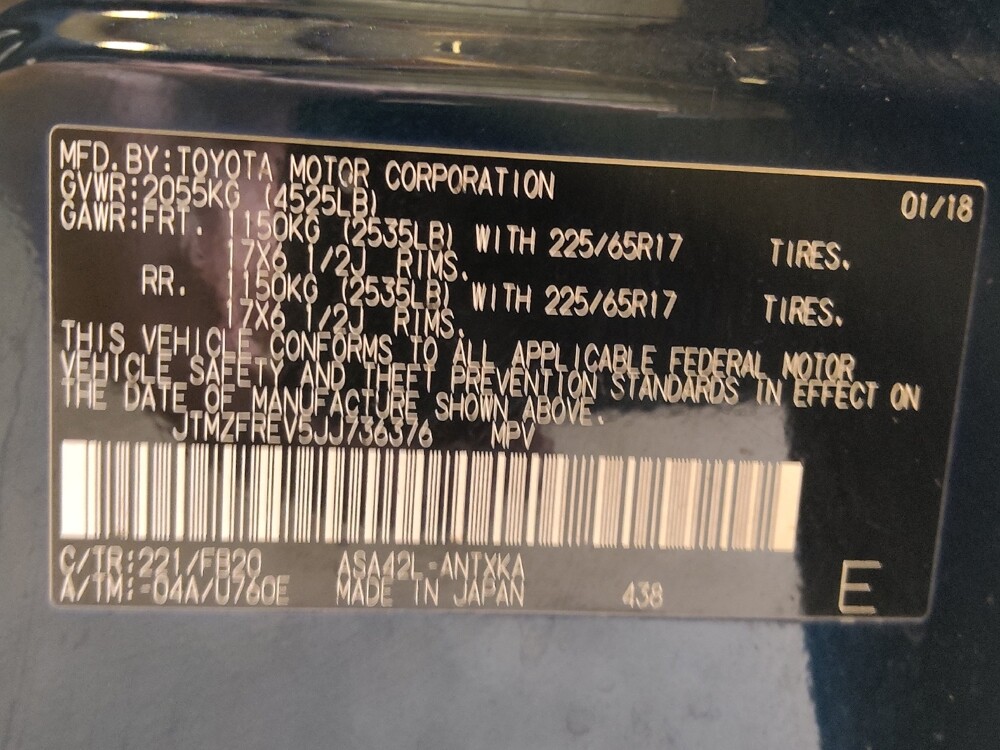 MFD.BY:TOYOTA MOTOR CORPORATION 01/18
GVWR:2055KG (4525LB)
GAWR:FRT. 1150KG (2535LB) WITH 225/65R17 TIRES.
17X6 1/2J RIMS.
RR. 1150KG (2535LB) WITH 225/65R17 TIRES.
17X6 1/2J RIMS.
THIS VEHICLE CONFORMS TO ALL APPLICABLE FEDERAL MOTOR
VEHICLE SAFETY AND THEFT PREVENTION STANDARDS IN EFFECT ON
THE DATE OF MANUFACTURE SHOWN ABOVE.
JTMZFREV5JJ736376 MPV
C/TR:221/FB20 ASA42L-ANTXKA
A/TM:-04A/U760E MADE IN JAPAN 438 E